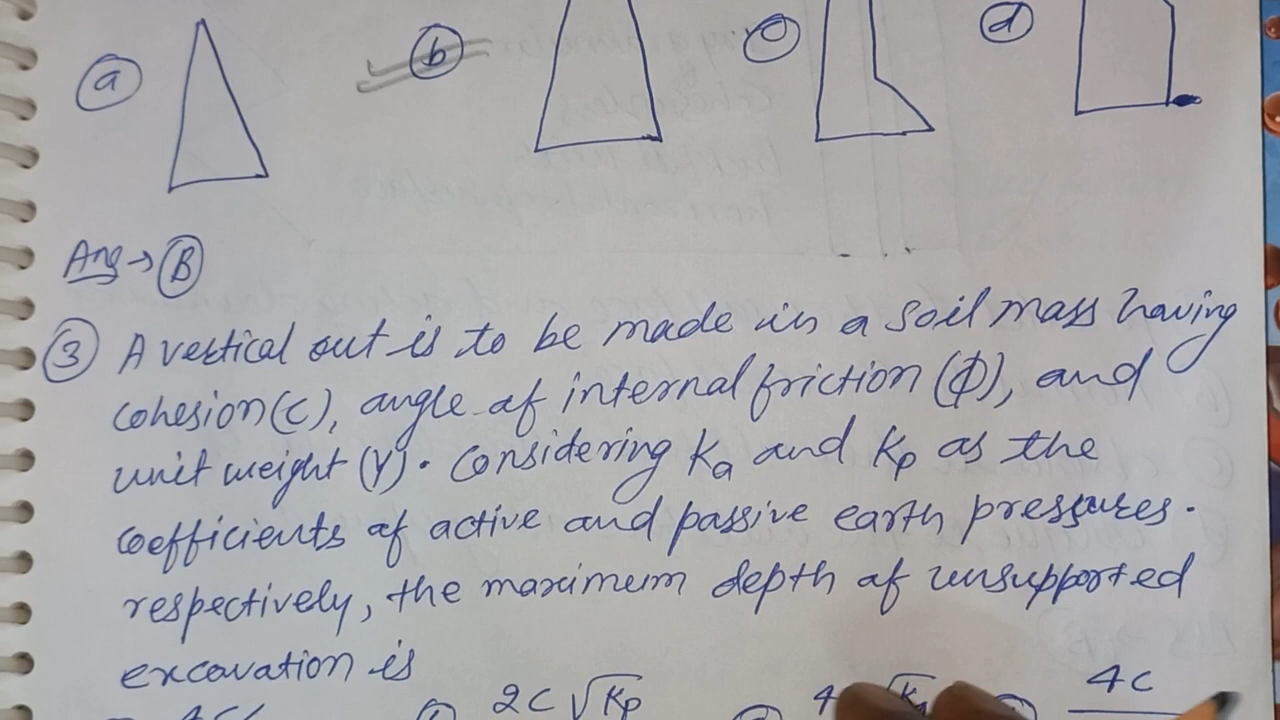 a b c d
Ans → B
3 A vertical out is to be made in a soil mass having
cohesion (c), angle of internal friction (Φ), and
unit weight (γ). Considering Ka and Kp as the
coefficients of active and passive earth pressures.
respectively, the maximum depth of unsupported
excavation is
2C √Kp 4C